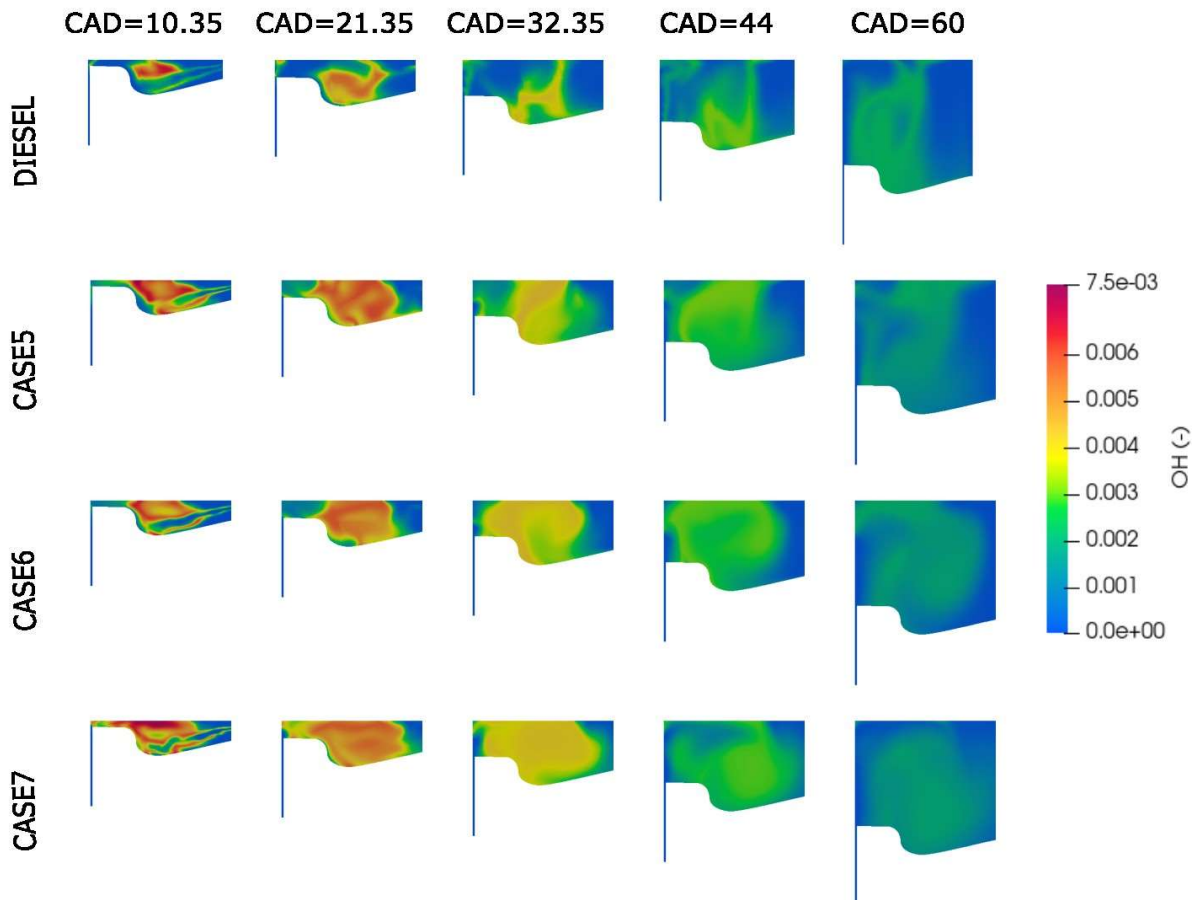 CAD=10.35 CAD=21.35 CAD=32.35 CAD=44 CAD=60
DIESEL
CASE5
CASE6
CASE7
7.5e-03
0.006
0.005
0.004
0.003
0.002
0.001
0.0e+00
OH (-)